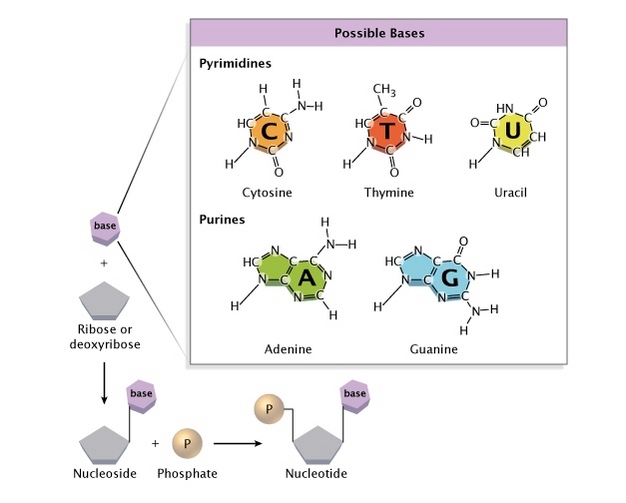 Possible Bases
Pyrimidines
H
H
CH₃
C
C
N–H
C
C
O
HN
O
HC
C
HC
T
C
O=C
U
CH
N
N
N
N–H
N
CH
H
C
H
C
H
O
O
Cytosine
Thymine
Uracil
base
Purines
H
O
N
N–H
N
C
HC
C
C
HC
C
N–H
A
N
G
N
C
N
C
C
N–H
H
N=C
H
N
H
H
H
+
Ribose or
deoxyribose
Adenine
Guanine
base
P
base
+
P
Nucleoside
Phosphate
Nucleotide